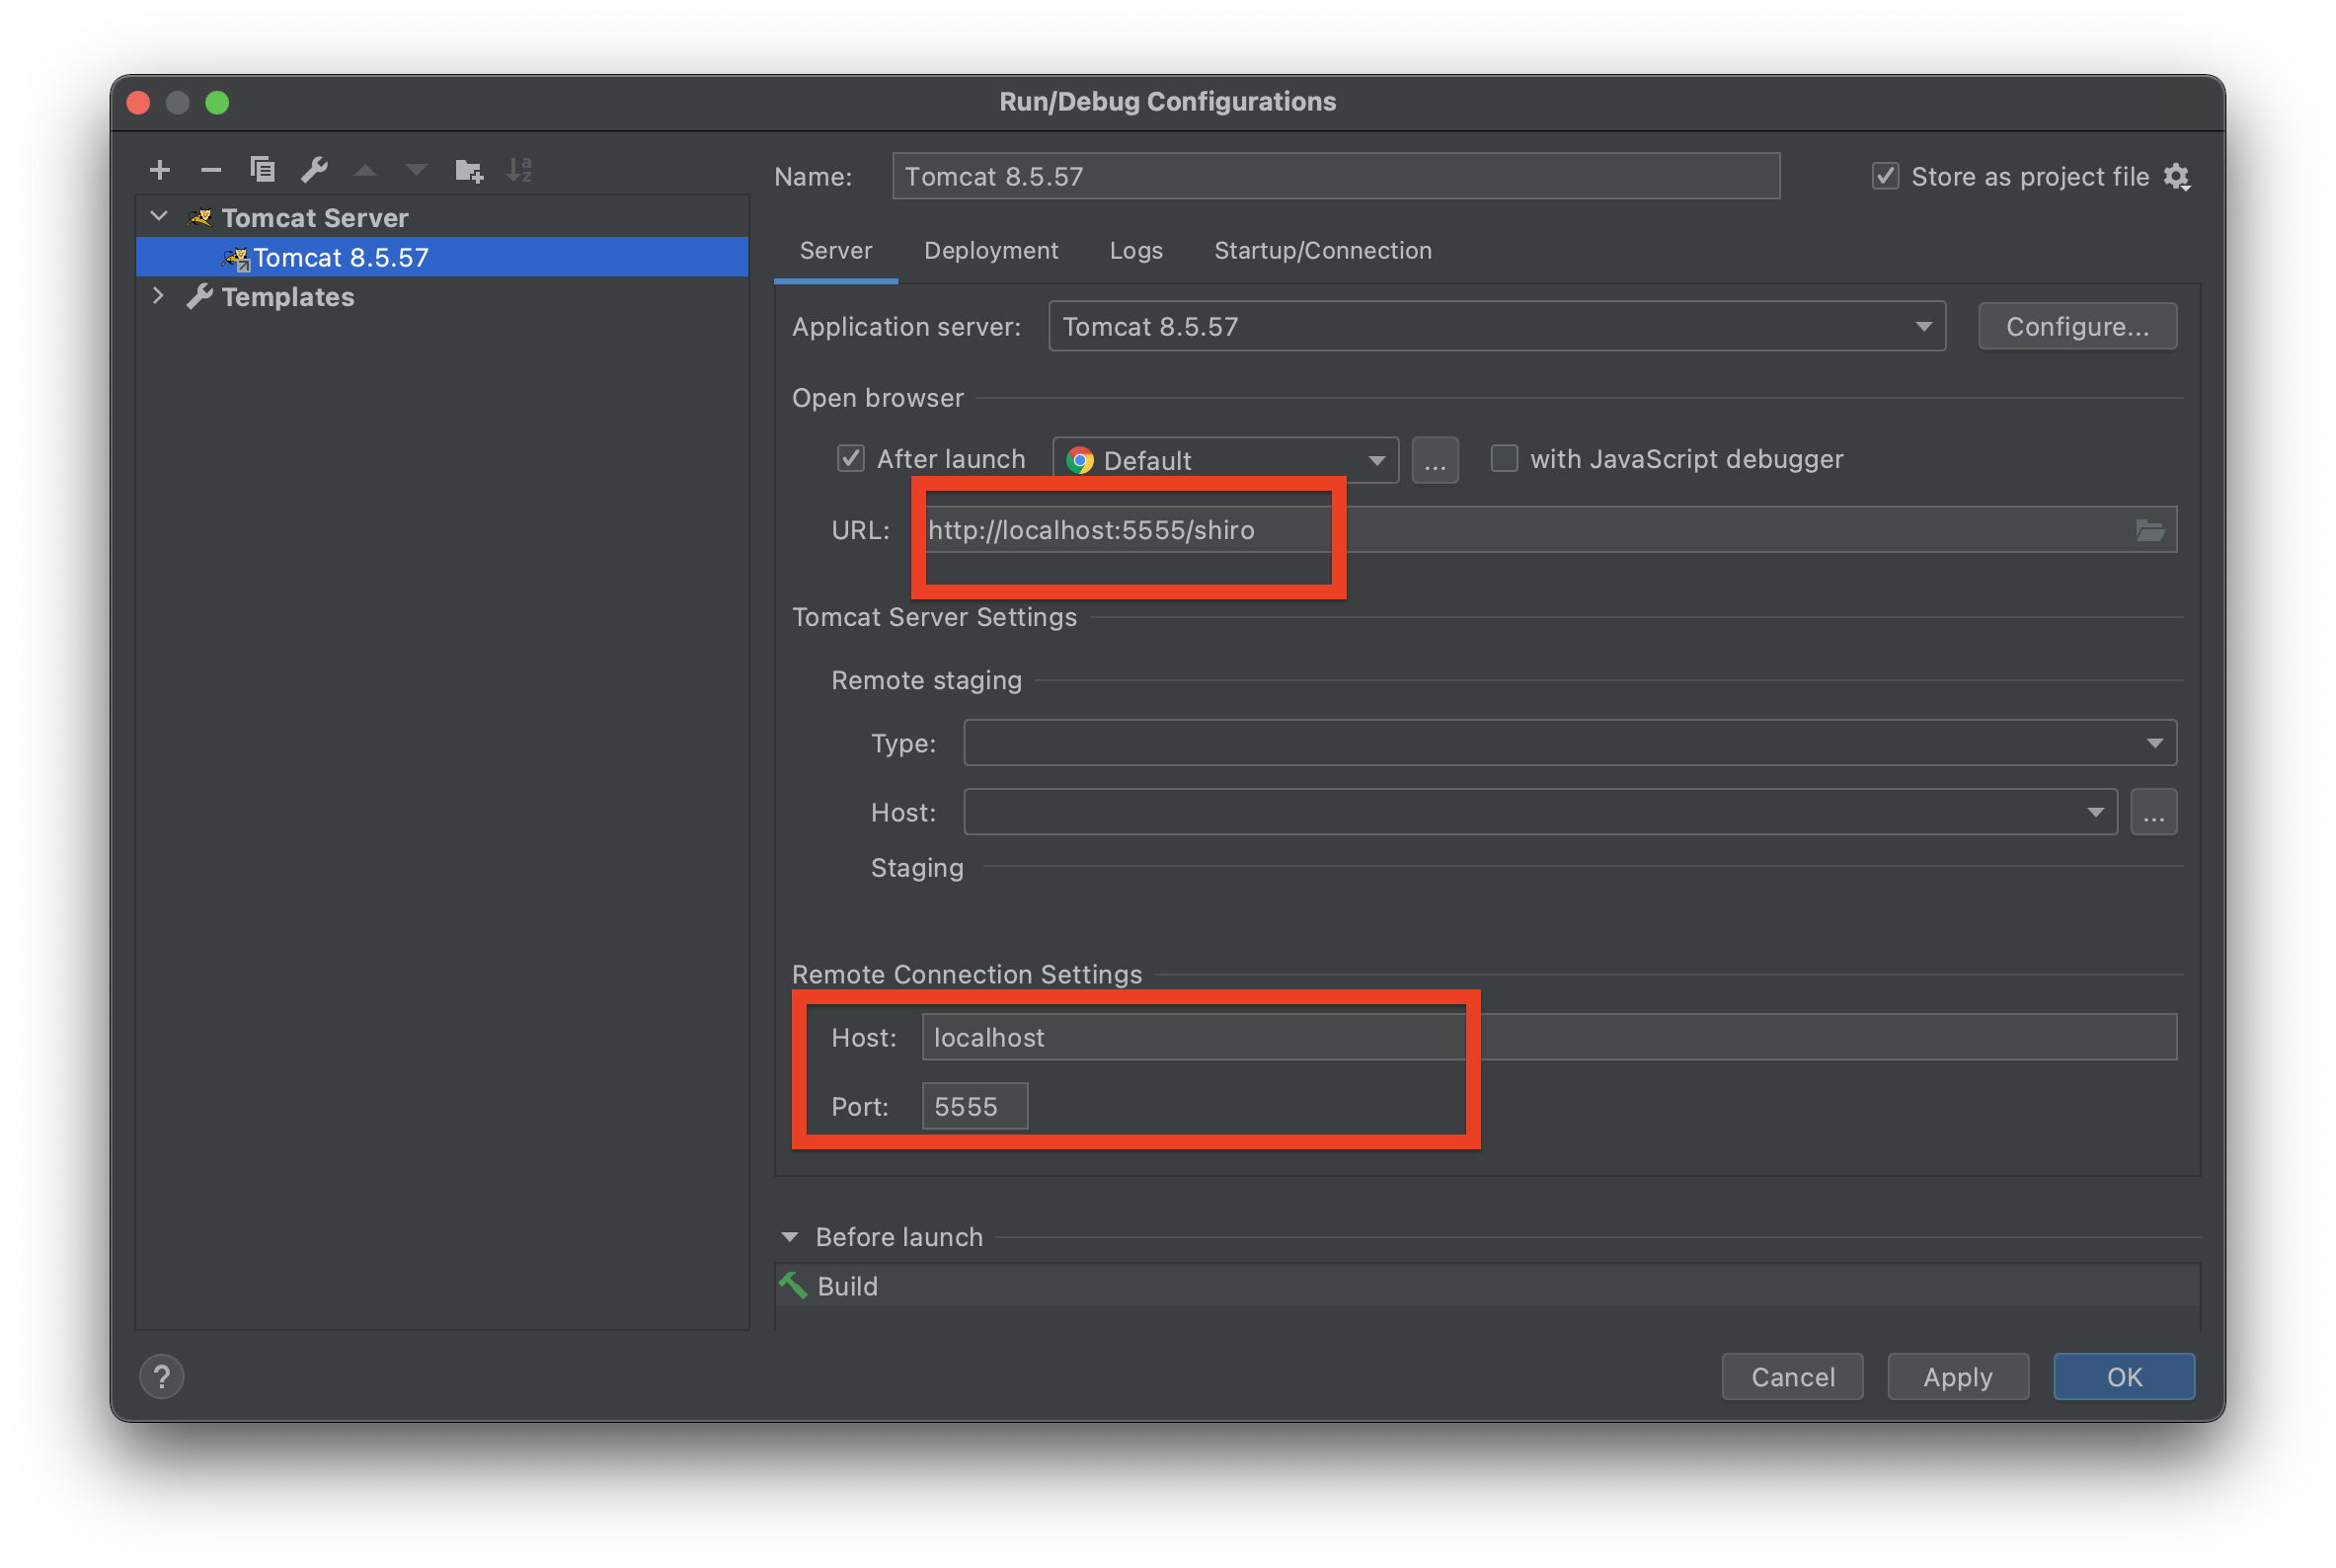 Run/Debug Configurations
Name: Tomcat 8.5.57 Store as project file
Tomcat Server
Tomcat 8.5.57
Templates
Server Deployment Logs Startup/Connection
Application server: Tomcat 8.5.57 Configure...
Open browser
After launch Default ... with JavaScript debugger
URL: http://localhost:5555/shiro
Tomcat Server Settings
Remote staging
Type:
Host: ...
Staging
Remote Connection Settings
Host: localhost
Port: 5555
Before launch
Build
? Cancel Apply OK